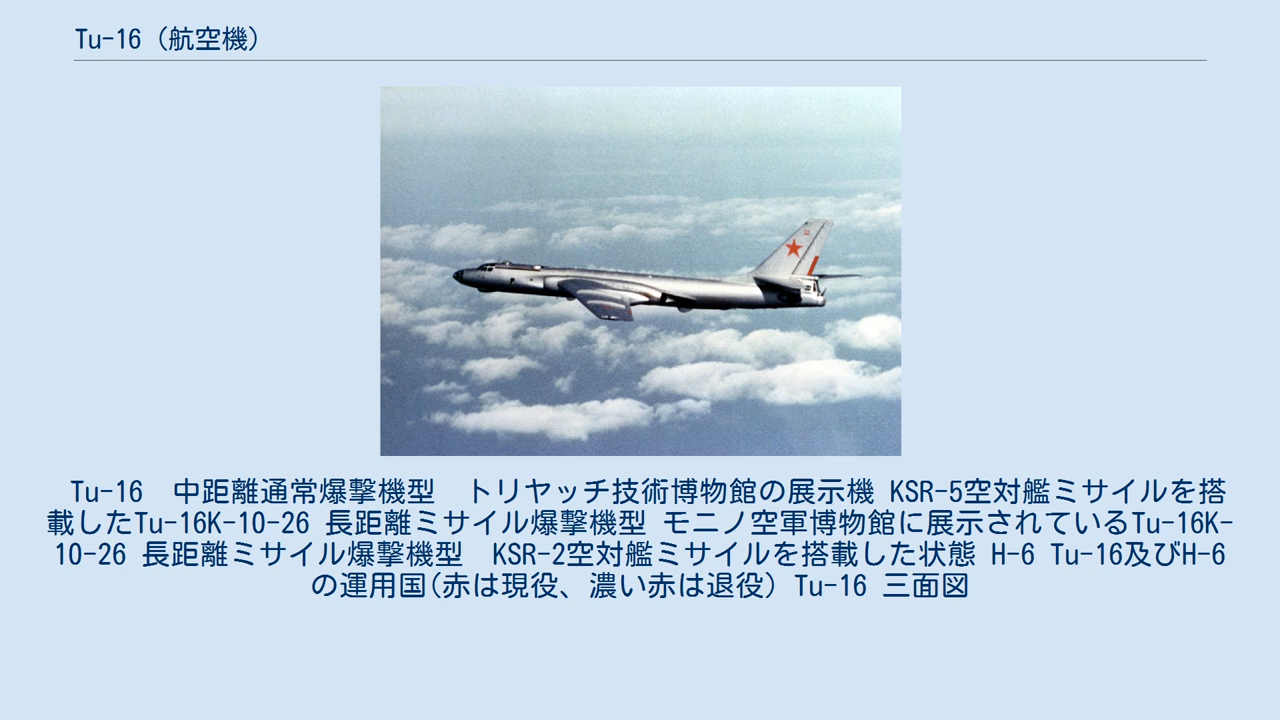 Tu-16（航空機）
Tu-16　中距離通常爆撃機型　トリヤッチ技術博物館の展示機 KSR-5空対艦ミサイルを搭
載したTu-16K-10-26 長距離ミサイル爆撃機型 モニノ空軍博物館に展示されているTu-16K-
10-26 長距離ミサイル爆撃機型　KSR-2空対艦ミサイルを搭載した状態 H-6 Tu-16及びH-6
の運用国(赤は現役、濃い赤は退役) Tu-16 三面図